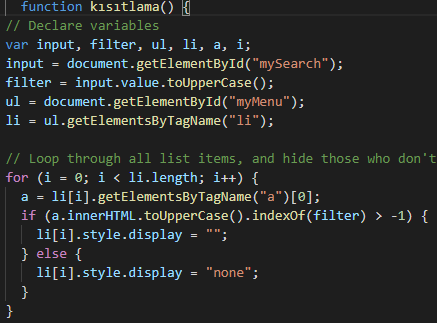 function kisitlama() {
// Declare variables
var input, filter, ul, li, a, i;
input = document.getElementById("mySearch");
filter = input.value.toUpperCase();
ul = document.getElementById("myMenu");
li = ul.getElementsByTagName("li");
// Loop through all list items, and hide those who don't
for (i = 0; i < li.length; i++) {
a = li[i].getElementsByTagName("a")[0];
if (a.innerHTML.toUpperCase().indexOf(filter) > -1) {
li[i].style.display = "";
} else {
li[i].style.display = "none";
}
}